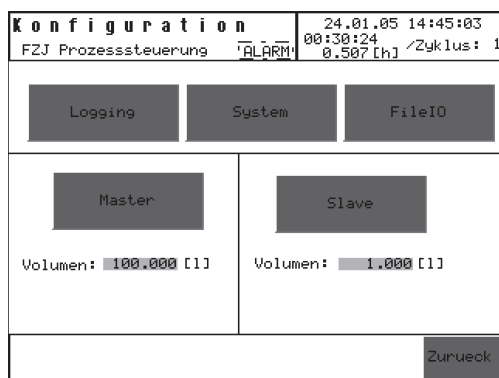 Konfiguration
FZJ Prozesssteuerung 'ALARM'
24.01.05 14:45:03
00:30:24
0.507[h] /Zyklus: 1
Logging System FileIO
Master Slave
Volumen: 100.000 [l] Volumen: 1.000 [l]
Zurueck